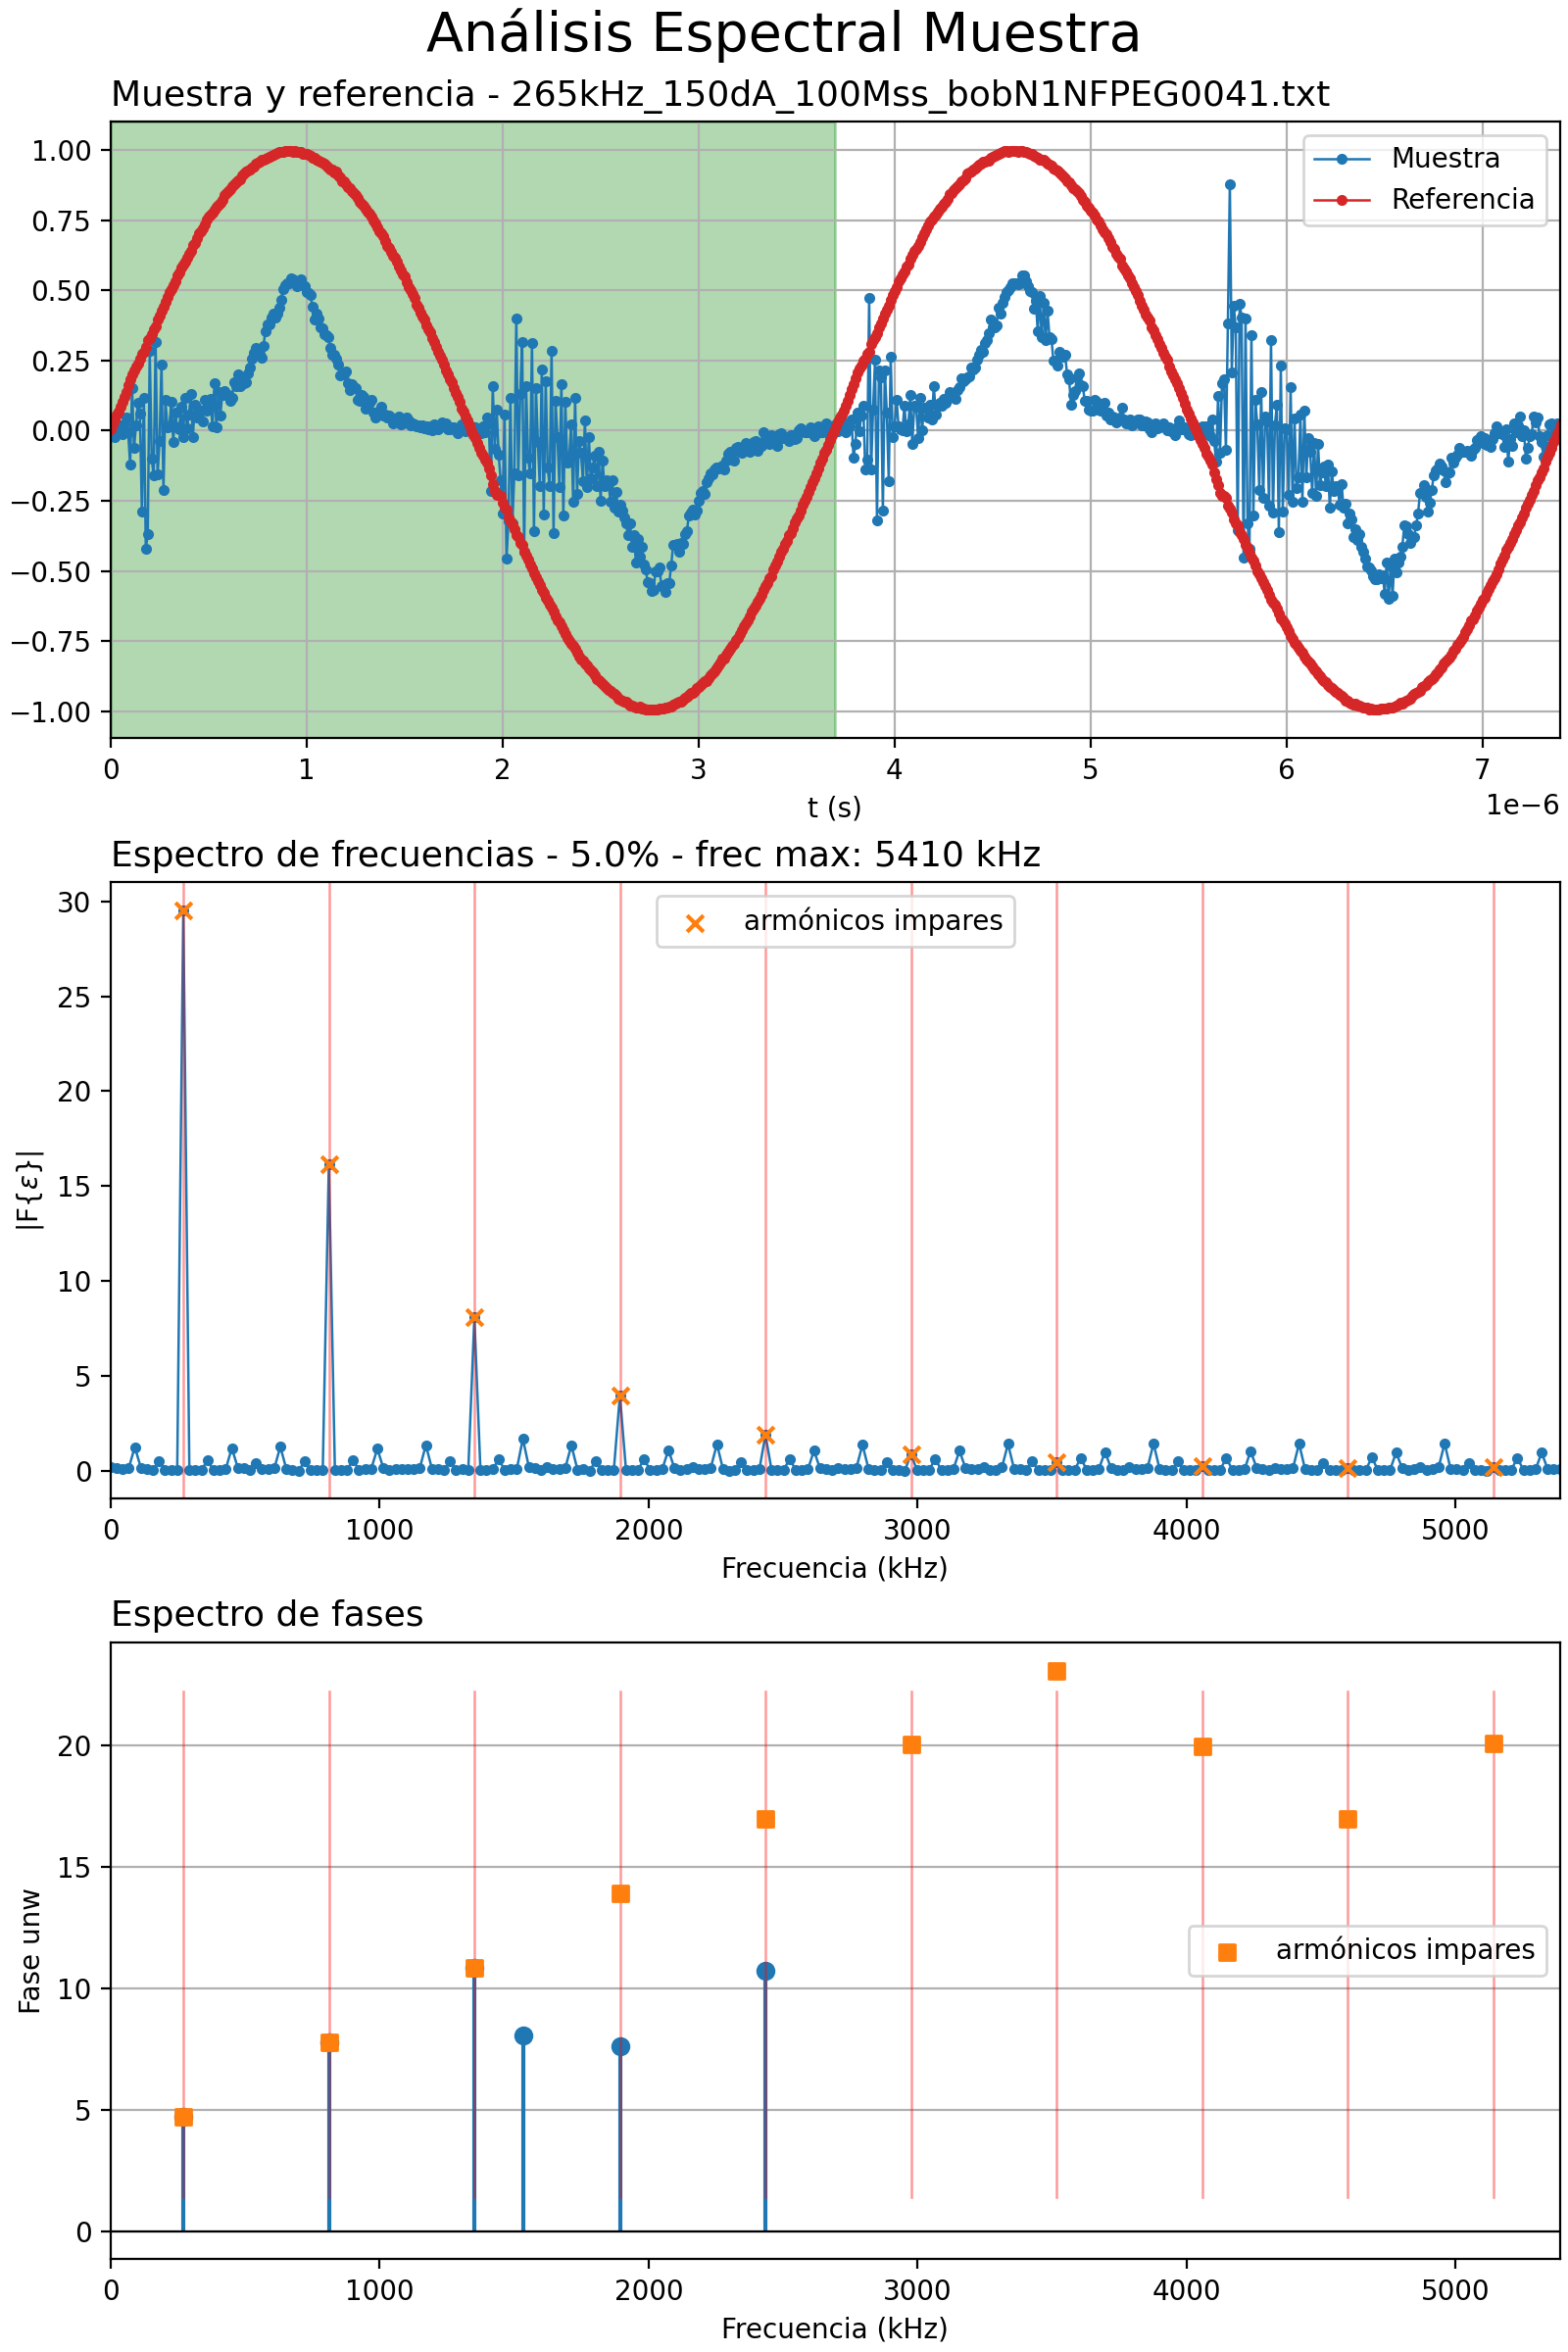 Análisis Espectral Muestra
Muestra y referencia - 265kHz_150dA_100Mss_bobN1NFPEG0041.txt
1.00
0.75
0.50
0.25
0.00
−0.25
−0.50
−0.75
−1.00
Muestra
Referencia
0 1 2 3 4 5 6 7
t (s)
1e−6
Espectro de frecuencias - 5.0% - frec max: 5410 kHz
30
25
20
15
10
5
0
|F{ε}|
armónicos impares
0 1000 2000 3000 4000 5000
Frecuencia (kHz)
Espectro de fases
20
15
10
5
0
Fase unw
armónicos impares
0 1000 2000 3000 4000 5000
Frecuencia (kHz)